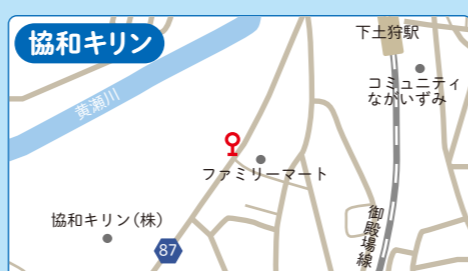 協和キリン
下土狩駅
コミュニティ
ながいずみ
黄瀬川
ファミリーマート
協和キリン(株)
87
御殿場線